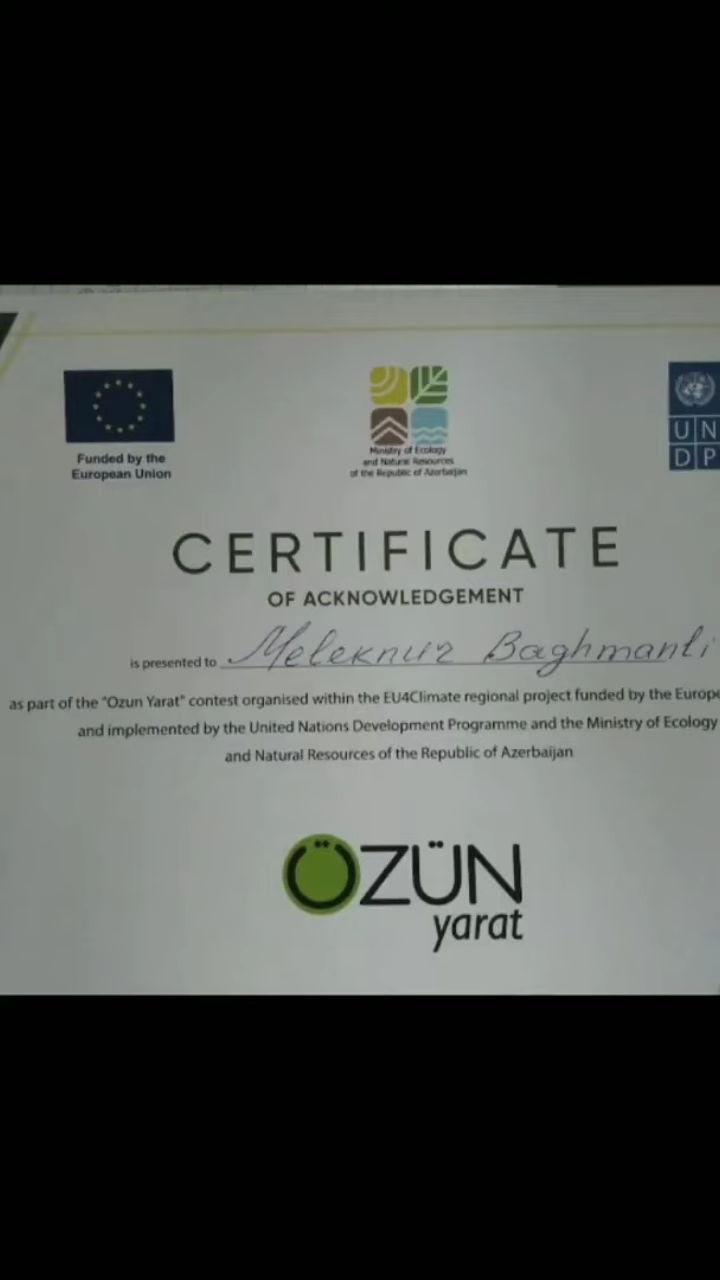 Funded by the
European Union
Ministry of Ecology
and Natural Resources
of the Republic of Azerbaijan
UN
DP
CERTIFICATE
OF ACKNOWLEDGEMENT
is presented to Meleknur Baghmanli
as part of the "Ozun Yarat" contest organised within the EU4Climate regional project funded by the Europe
and implemented by the United Nations Development Programme and the Ministry of Ecology
and Natural Resources of the Republic of Azerbaijan
ÖZÜN
yarat